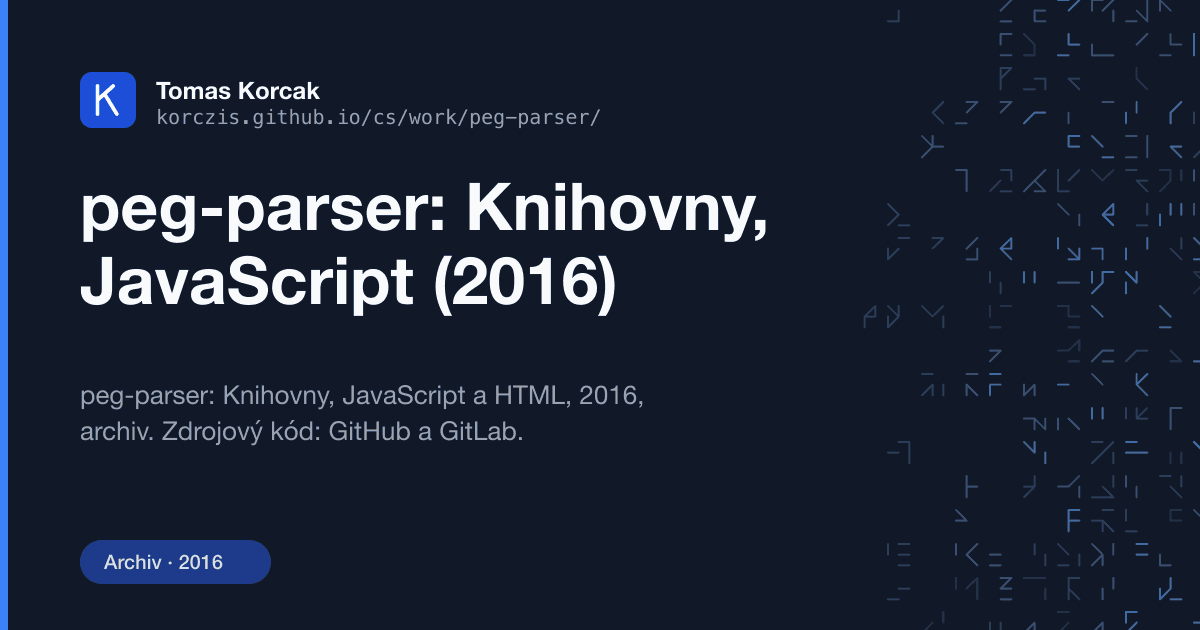 K
Tomas Korcak
korczis.github.io/cs/work/peg-parser/
peg-parser: Knihovny,
JavaScript (2016)
peg-parser: Knihovny, JavaScript a HTML, 2016,
archiv. Zdrojový kód: GitHub a GitLab.
Archiv · 2016